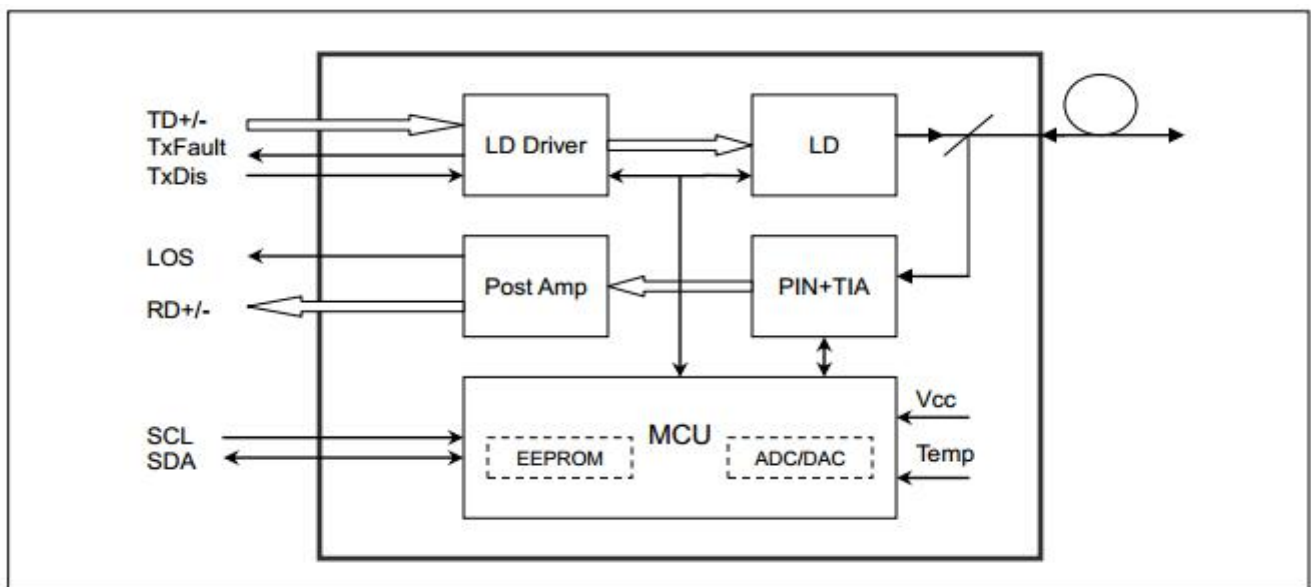 TD+/-
TxFault
TxDis
LD Driver
LD
LOS
RD+/-
Post Amp
PIN+TIA
SCL
SDA
MCU
EEPROM
ADC/DAC
Vcc
Temp